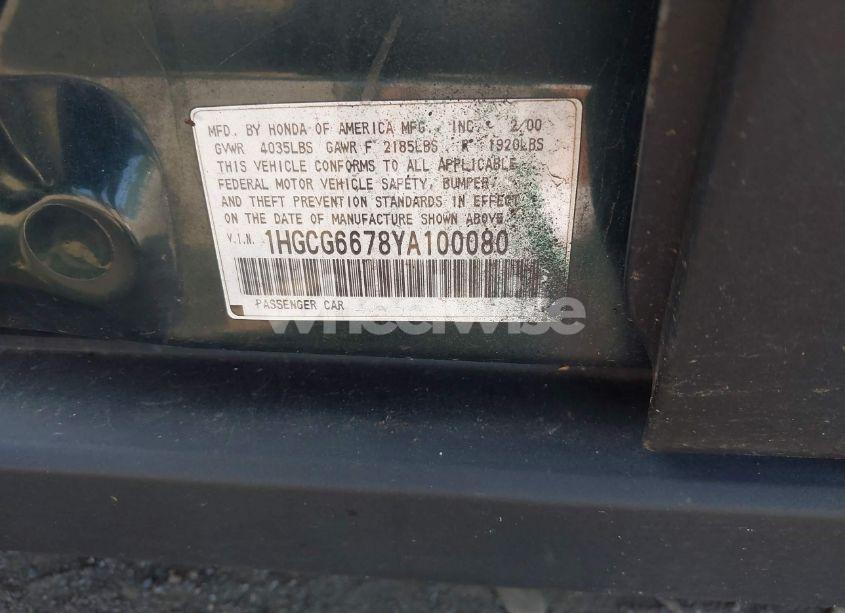 MFD. BY HONDA OF AMERICA MFG., INC. 2/00
GVWR 4035LBS GAWR F 2185LBS R 1920LBS
THIS VEHICLE CONFORMS TO ALL APPLICABLE
FEDERAL MOTOR VEHICLE SAFETY, BUMPER,
AND THEFT PREVENTION STANDARDS IN EFFECT
ON THE DATE OF MANUFACTURE SHOWN ABOVE.
V.I.N. 1HGCG6678YA100080
PASSENGER CAR
wheelwise